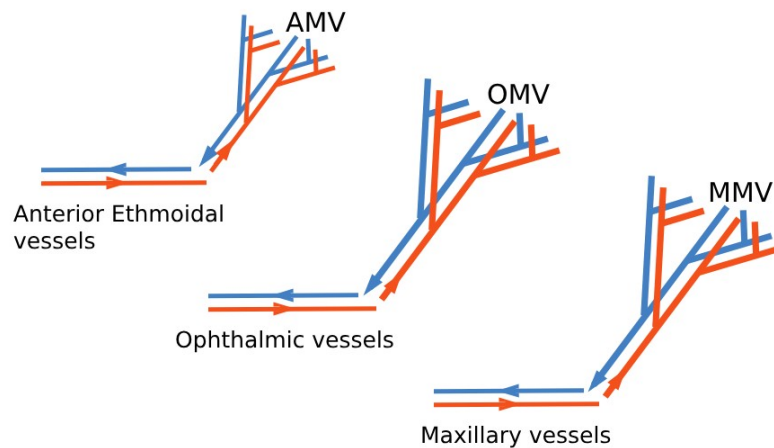 AMV
Anterior Ethmoidal
vessels
OMV
Ophthalmic vessels
MMV
Maxillary vessels